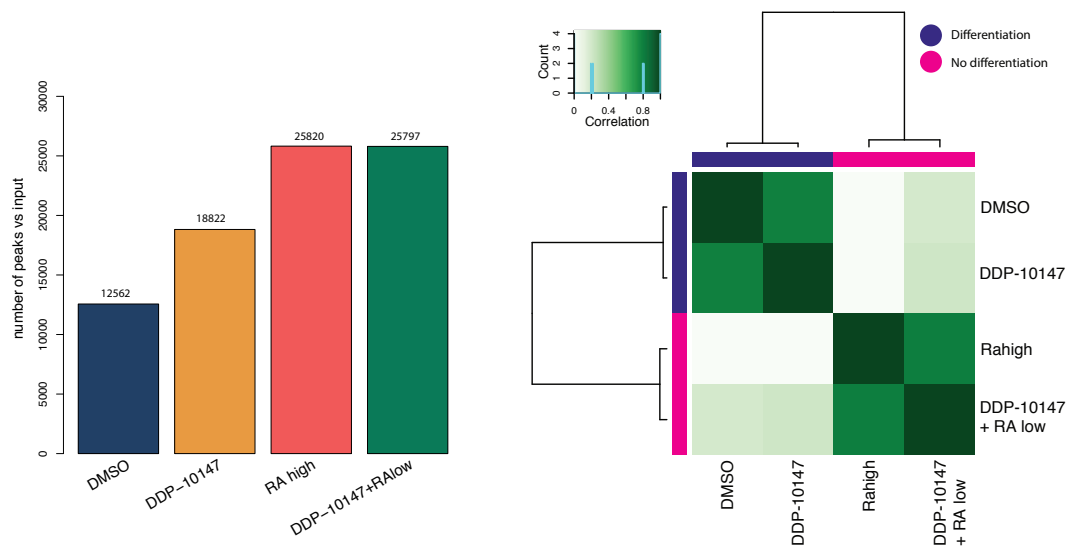 number of peaks vs input
30000
25000
20000
15000
10000
5000
0
12562
18822
25820
25797
DMSO
DDP−10147
RA high
DDP−10147+RAlow
Count
4
3
2
1
0
0
0.4
0.8
Correlation
Differentiation
No differentiation
DMSO
DDP-10147
Rahigh
DDP-10147
+ RA low
DMSO
DDP-10147
Rahigh
DDP-10147
+ RA low